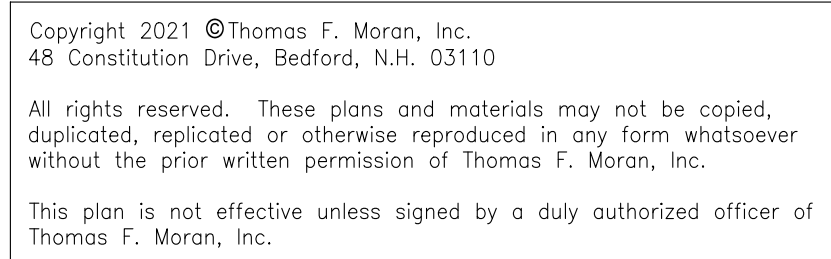 Copyright 2021 ©Thomas F. Moran, Inc.
48 Constitution Drive, Bedford, N.H. 03110
All rights reserved. These plans and materials may not be copied,
duplicated, replicated or otherwise reproduced in any form whatsoever
without the prior written permission of Thomas F. Moran, Inc.
This plan is not effective unless signed by a duly authorized officer of
Thomas F. Moran, Inc.